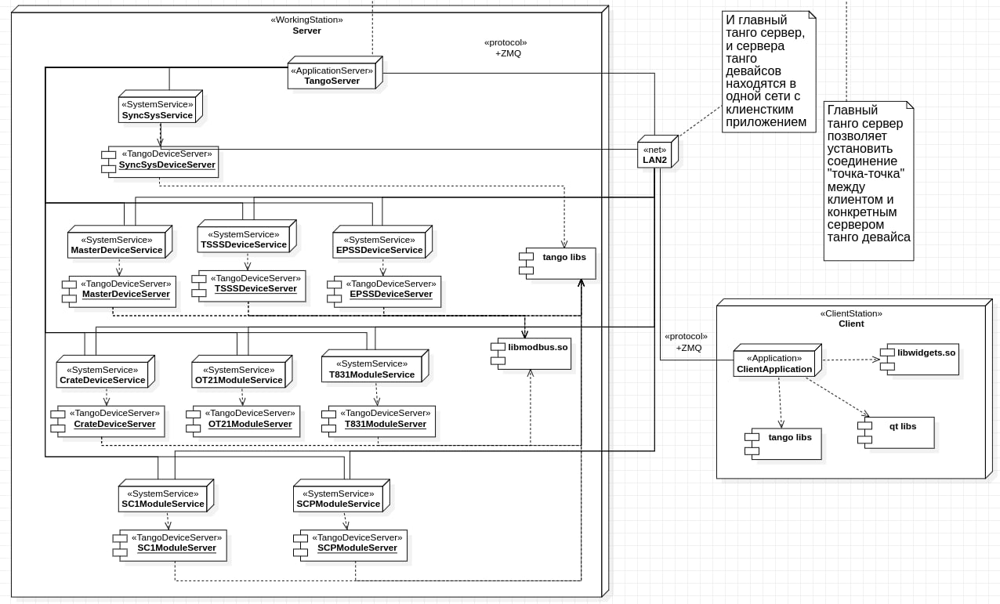 «WorkingStation»
Server
«protocol»
+ZMQ
«ApplicationServer»
TangoServer
«SystemService»
SyncSysService
«TangoDeviceServer»
SyncSysDeviceServer
«net»
LAN2
И главный
танго сервер,
и сервера
танго
девайсов
находятся в
одной сети с
клиенстким
приложением
Главный
танго сервер
позволяет
установить
соединение
"точка-точка"
между
клиентом и
конкретным
сервером
танго девайса
«SystemService»
MasterDeviceService
«SystemService»
TSSSDeviceService
«SystemService»
EPSSDeviceService
tango libs
«TangoDeviceServer»
MasterDeviceServer
«TangoDeviceServer»
TSSSDeviceServer
«TangoDeviceServer»
EPSSDeviceServer
libmodbus.so
«SystemService»
CrateDeviceService
«SystemService»
OT21ModuleService
«SystemService»
T831ModuleService
«TangoDeviceServer»
CrateDeviceServer
«TangoDeviceServer»
OT21ModuleServer
«TangoDeviceServer»
T831ModuleServer
«SystemService»
SC1ModuleService
«SystemService»
SCPModuleService
«TangoDeviceServer»
SC1ModuleServer
«TangoDeviceServer»
SCPModuleServer
«protocol»
+ZMQ
«ClientStation»
Client
«Application»
ClientApplication
libwidgets.so
tango libs
qt libs